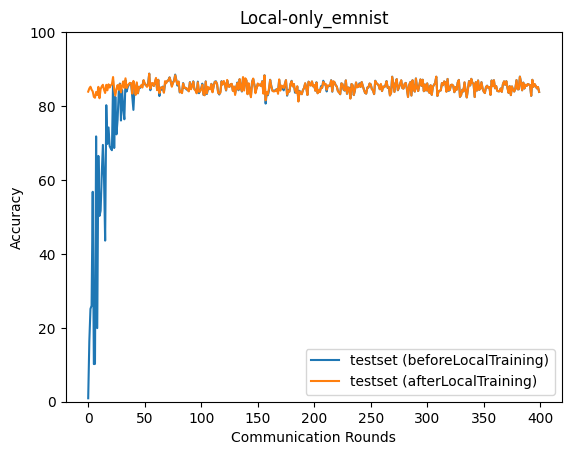 Local-only_emnist
100
80
60
40
20
0
Accuracy
0 50 100 150 200 250 300 350 400
Communication Rounds
testset (beforeLocalTraining)
testset (afterLocalTraining)